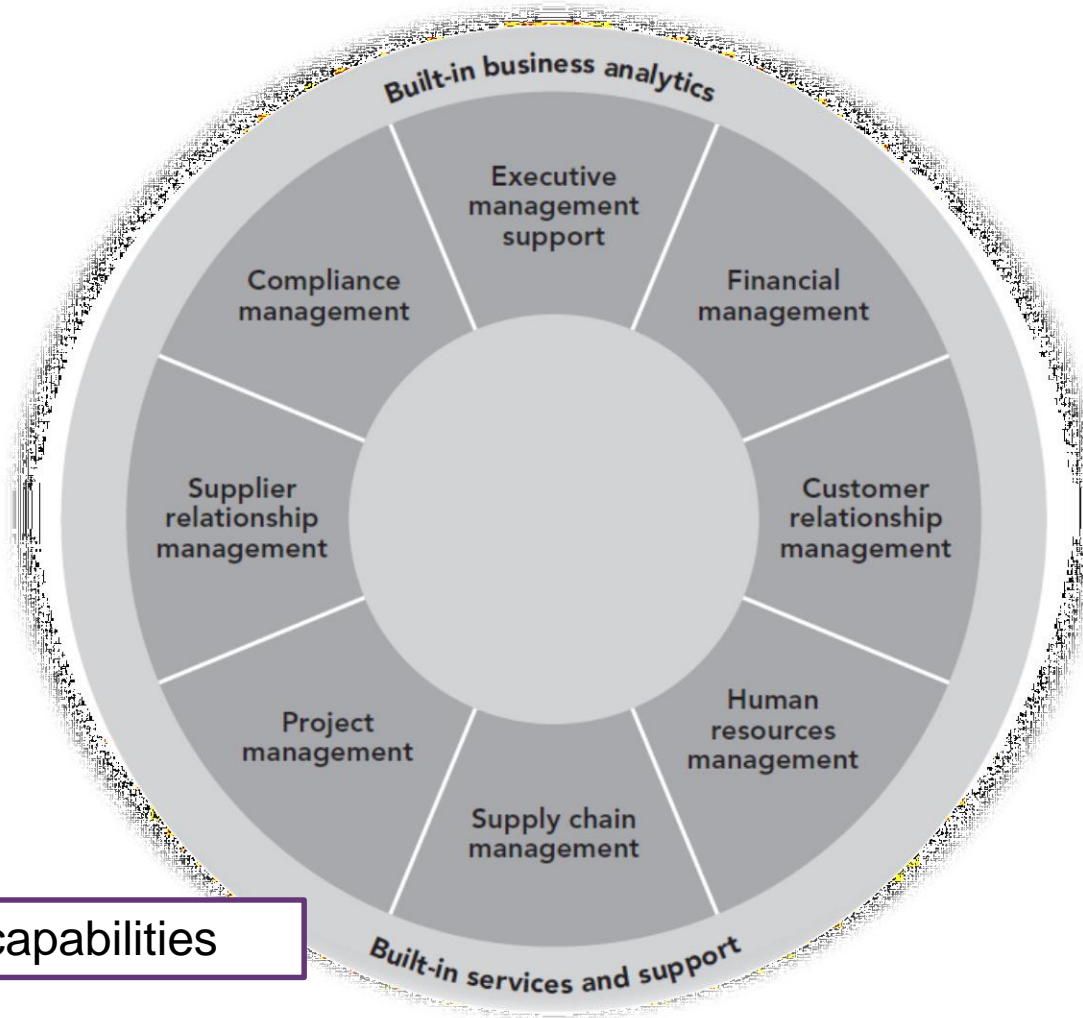 Built-in business analytics
Executive
management
support
Financial
management
Customer
relationship
management
Human
resources
management
Supply chain
management
Project
management
Supplier
relationship
management
Compliance
management
Built-in services and support
capabilities